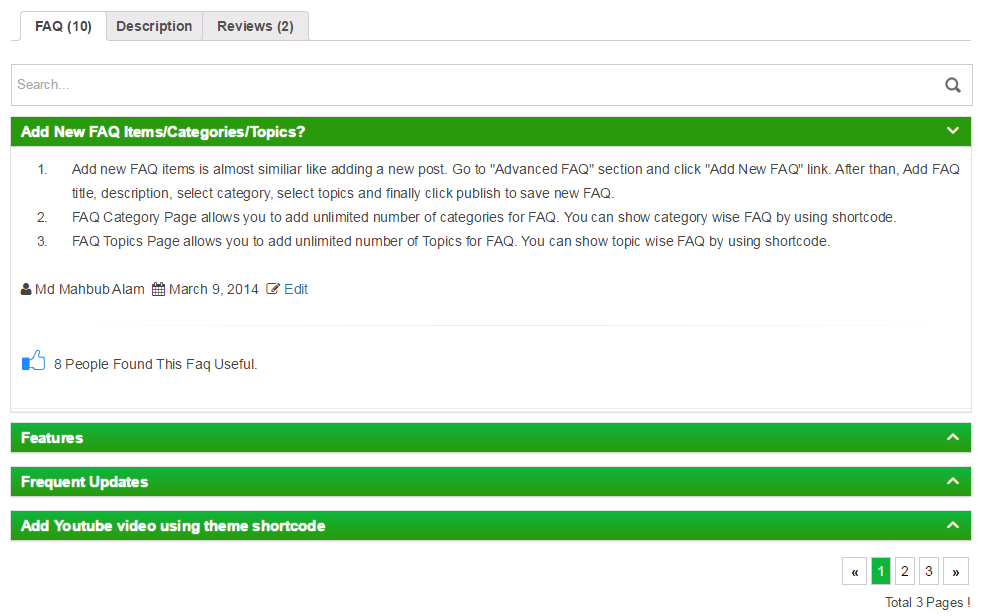 FAQ (10) Description Reviews (2)
Search...
Add New FAQ Items/Categories/Topics?
1. Add new FAQ items is almost similiar like adding a new post. Go to "Advanced FAQ" section and click "Add New FAQ" link. After than, Add FAQ
title, description, select category, select topics and finally click publish to save new FAQ.
2. FAQ Category Page allows you to add unlimited number of categories for FAQ. You can show category wise FAQ by using shortcode.
3. FAQ Topics Page allows you to add unlimited number of Topics for FAQ. You can show topic wise FAQ by using shortcode.
Md Mahbub Alam March 9, 2014 Edit
8 People Found This Faq Useful.
Features
Frequent Updates
Add Youtube video using theme shortcode
« 1 2 3 »
Total 3 Pages !